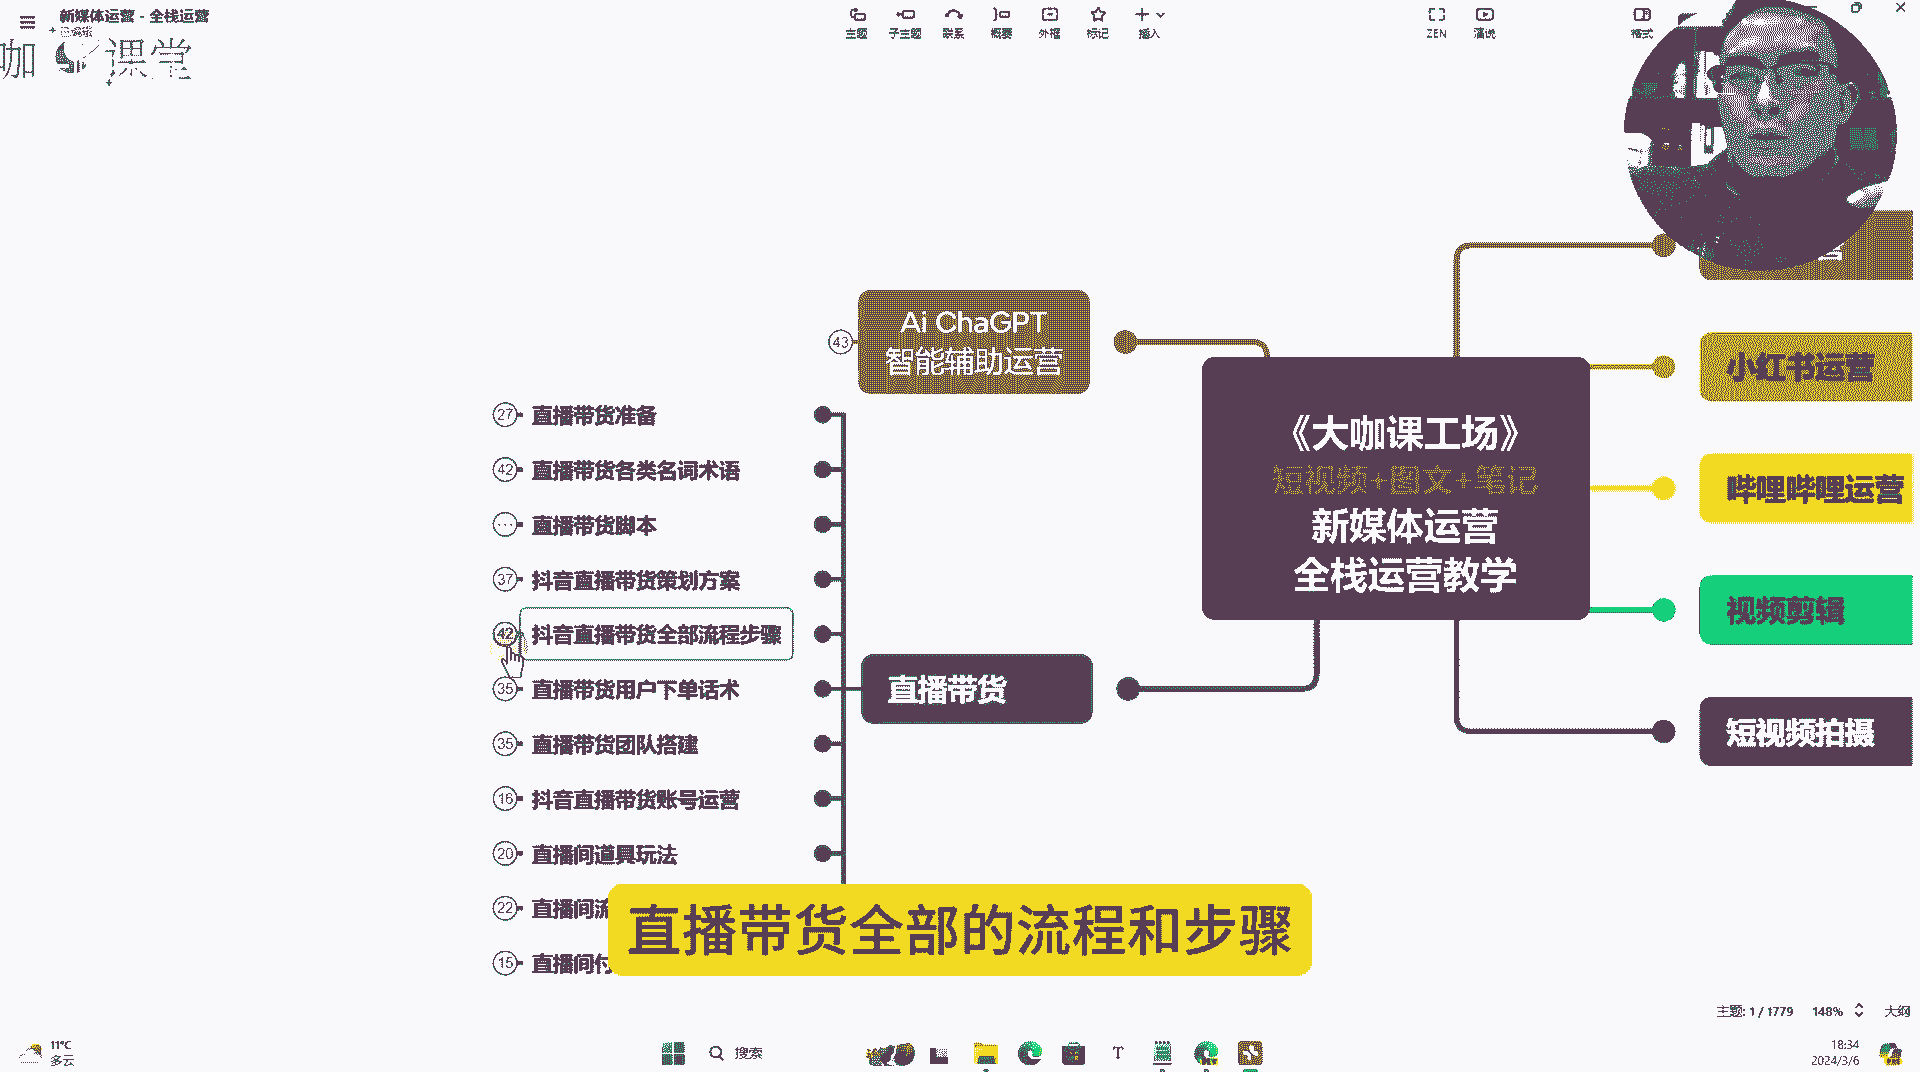 新媒体运营 - 全栈运营
已编辑
咖 课堂
主题 子主题 联系 概要 外框 标记 插入
ZEN 演说 格式
Ai ChaGPT
智能辅助运营
43
27 直播带货准备
42 直播带货各类名词术语
... 直播带货脚本
37 抖音直播带货策划方案
42 抖音直播带货全部流程步骤
35 直播带货用户下单话术
35 直播带货团队搭建
16 抖音直播带货账号运营
20 直播间道具玩法
22 直播间流
15 直播间付
直播带货
《大咖课工场》
短视频+图文+笔记
新媒体运营
全栈运营教学
小红书运营
哔哩哔哩运营
视频剪辑
短视频拍摄
直播带货全部的流程和步骤
主题: 1 / 1779 148% 大纲
11°C
多云
搜索
18:34
2024/3/6